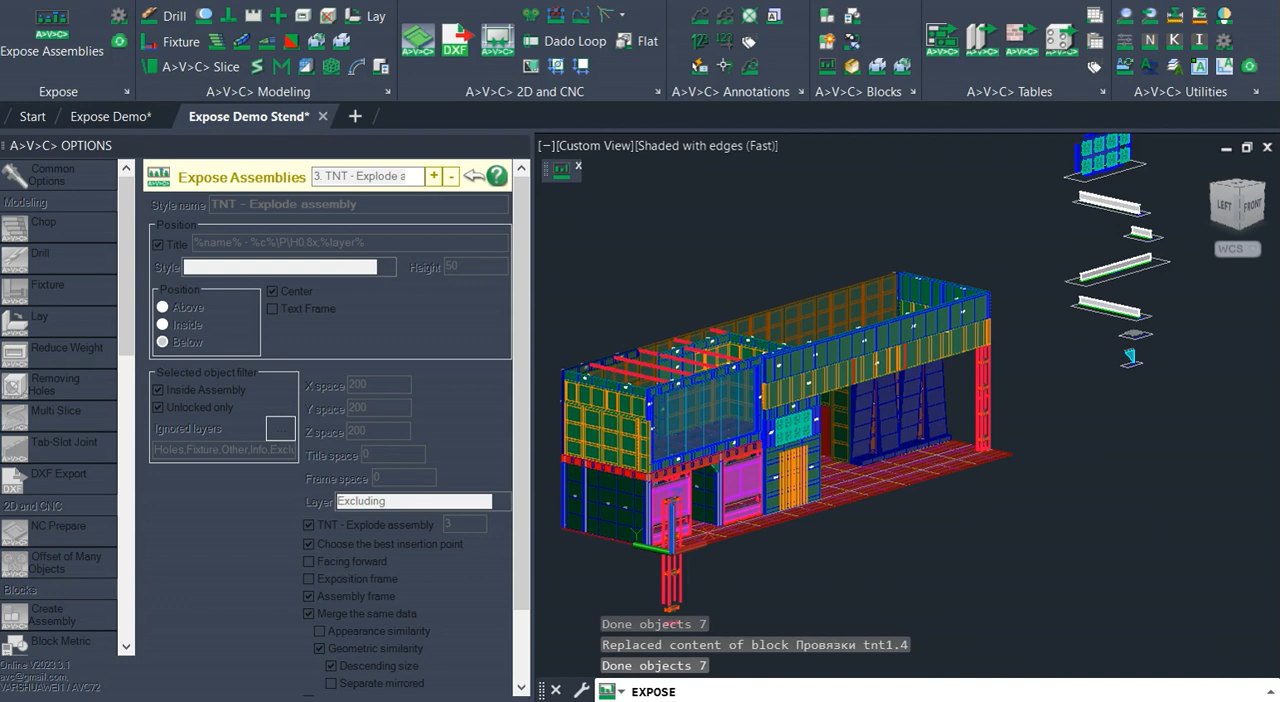 Drill
Lay
Expose Assemblies
Fixture
DXF
Dado Loop
Flat
A>V>C> Slice
Expose
A>V>C> Modeling
A>V>C> 2D and CNC
A>V>C> Annotations
A>V>C> Blocks
A>V>C> Tables
A>V>C> Utilities
Start
Expose Demo*
Expose Demo Stend*
A>V>C> OPTIONS
[−][Custom View][Shaded with edges (Fast)]
Common
Options
Modeling
Chop
Drill
Fixture
Lay
Reduce Weight
Removing
Holes
Multi Slice
Tab-Slot Joint
DXF Export
2D and CNC
NC Prepare
Offset of Many
Objects
Blocks
Create
Assembly
Block Metric
Online V2023.3.1
avc@gmail.com,
VARSHUAWEI1 / AVC72
Expose Assemblies
3. TNT - Explode a
Style name
TNT – Explode assembly
Position
Title
%name% - %c%\P\H0.8x;%layer%
Style
Height
50
Position
Above
Inside
Below
Center
Text Frame
Selected object filter
Inside Assembly
Unlocked only
Ignored layers
Holes,Fixture,Other,Info,Exclu
X space
200
Y space
200
Z space
200
Title space
0
Frame space
0
Layer
Excluding
TNT - Explode assembly
3
Choose the best insertion point
Facing forward
Exposition frame
Assembly frame
Merge the same data
Appearance similarity
Geometric similarity
Descending size
Separate mirrored
LEFT
FRONT
WCS
Done objects 7
Replaced content of block Провязки tnt1.4
Done objects 7
EXPOSE